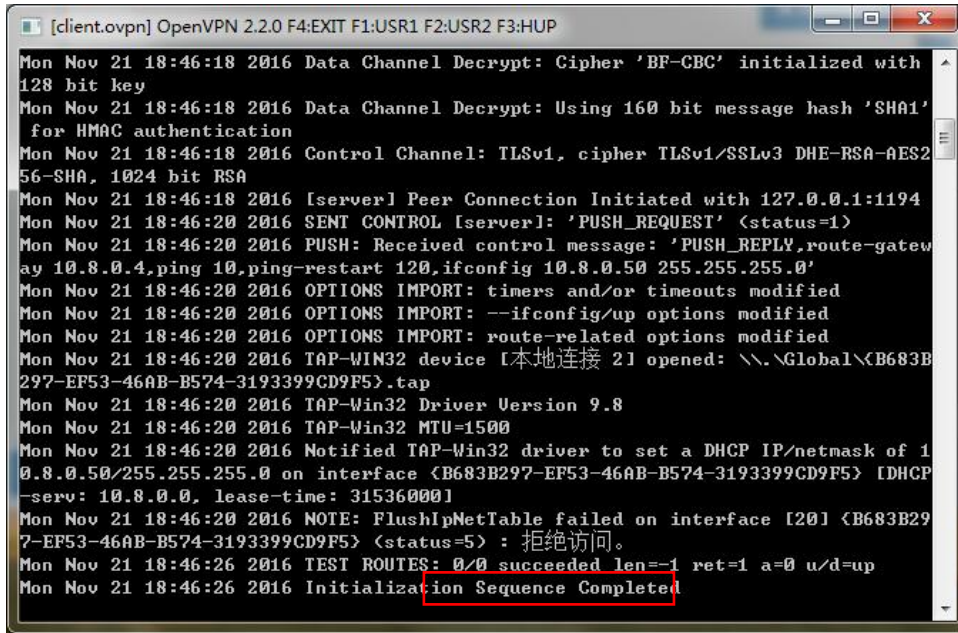 [client.ovpn] OpenVPN 2.2.0 F4:EXIT F1:USR1 F2:USR2 F3:HUP
Mon Nov 21 18:46:18 2016 Data Channel Decrypt: Cipher 'BF-CBC' initialized with
128 bit key
Mon Nov 21 18:46:18 2016 Data Channel Decrypt: Using 160 bit message hash 'SHA1'
 for HMAC authentication
Mon Nov 21 18:46:18 2016 Control Channel: TLSv1, cipher TLSv1/SSLv3 DHE-RSA-AES2
56-SHA, 1024 bit RSA
Mon Nov 21 18:46:18 2016 [server] Peer Connection Initiated with 127.0.0.1:1194
Mon Nov 21 18:46:20 2016 SENT CONTROL [server]: 'PUSH_REQUEST' (status=1)
Mon Nov 21 18:46:20 2016 PUSH: Received control message: 'PUSH_REPLY,route-gatew
ay 10.8.0.4,ping 10,ping-restart 120,ifconfig 10.8.0.50 255.255.255.0'
Mon Nov 21 18:46:20 2016 OPTIONS IMPORT: timers and/or timeouts modified
Mon Nov 21 18:46:20 2016 OPTIONS IMPORT: --ifconfig/up options modified
Mon Nov 21 18:46:20 2016 OPTIONS IMPORT: route-related options modified
Mon Nov 21 18:46:20 2016 TAP-WIN32 device [本地连接 2] opened: \\.\Global\{B683B
297-EF53-46AB-B574-3193399CD9F5}.tap
Mon Nov 21 18:46:20 2016 TAP-Win32 Driver Version 9.8
Mon Nov 21 18:46:20 2016 TAP-Win32 MTU=1500
Mon Nov 21 18:46:20 2016 Notified TAP-Win32 driver to set a DHCP IP/netmask of 1
0.8.0.50/255.255.255.0 on interface {B683B297-EF53-46AB-B574-3193399CD9F5} [DHCP
-serv: 10.8.0.0, lease-time: 31536000]
Mon Nov 21 18:46:20 2016 NOTE: FlushIpNetTable failed on interface [20] {B683B29
7-EF53-46AB-B574-3193399CD9F5} (status=5) : 拒绝访问。
Mon Nov 21 18:46:26 2016 TEST ROUTES: 0/0 succeeded len=-1 ret=1 a=0 u/d=up
Mon Nov 21 18:46:26 2016 Initialization Sequence Completed